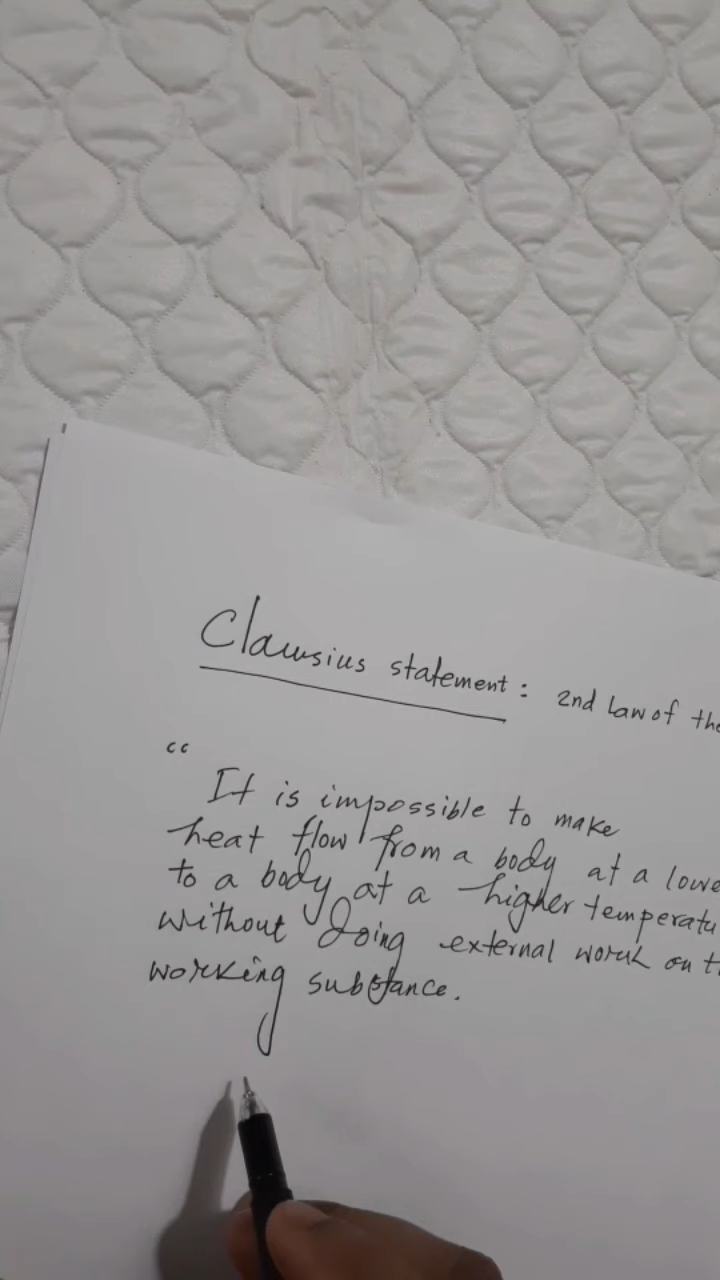 Clausius statement : 2nd law of the
“
It is impossible to make
heat flow from a body at a lowe
to a body at a higher temperatu
without doing external work on t
working substance.